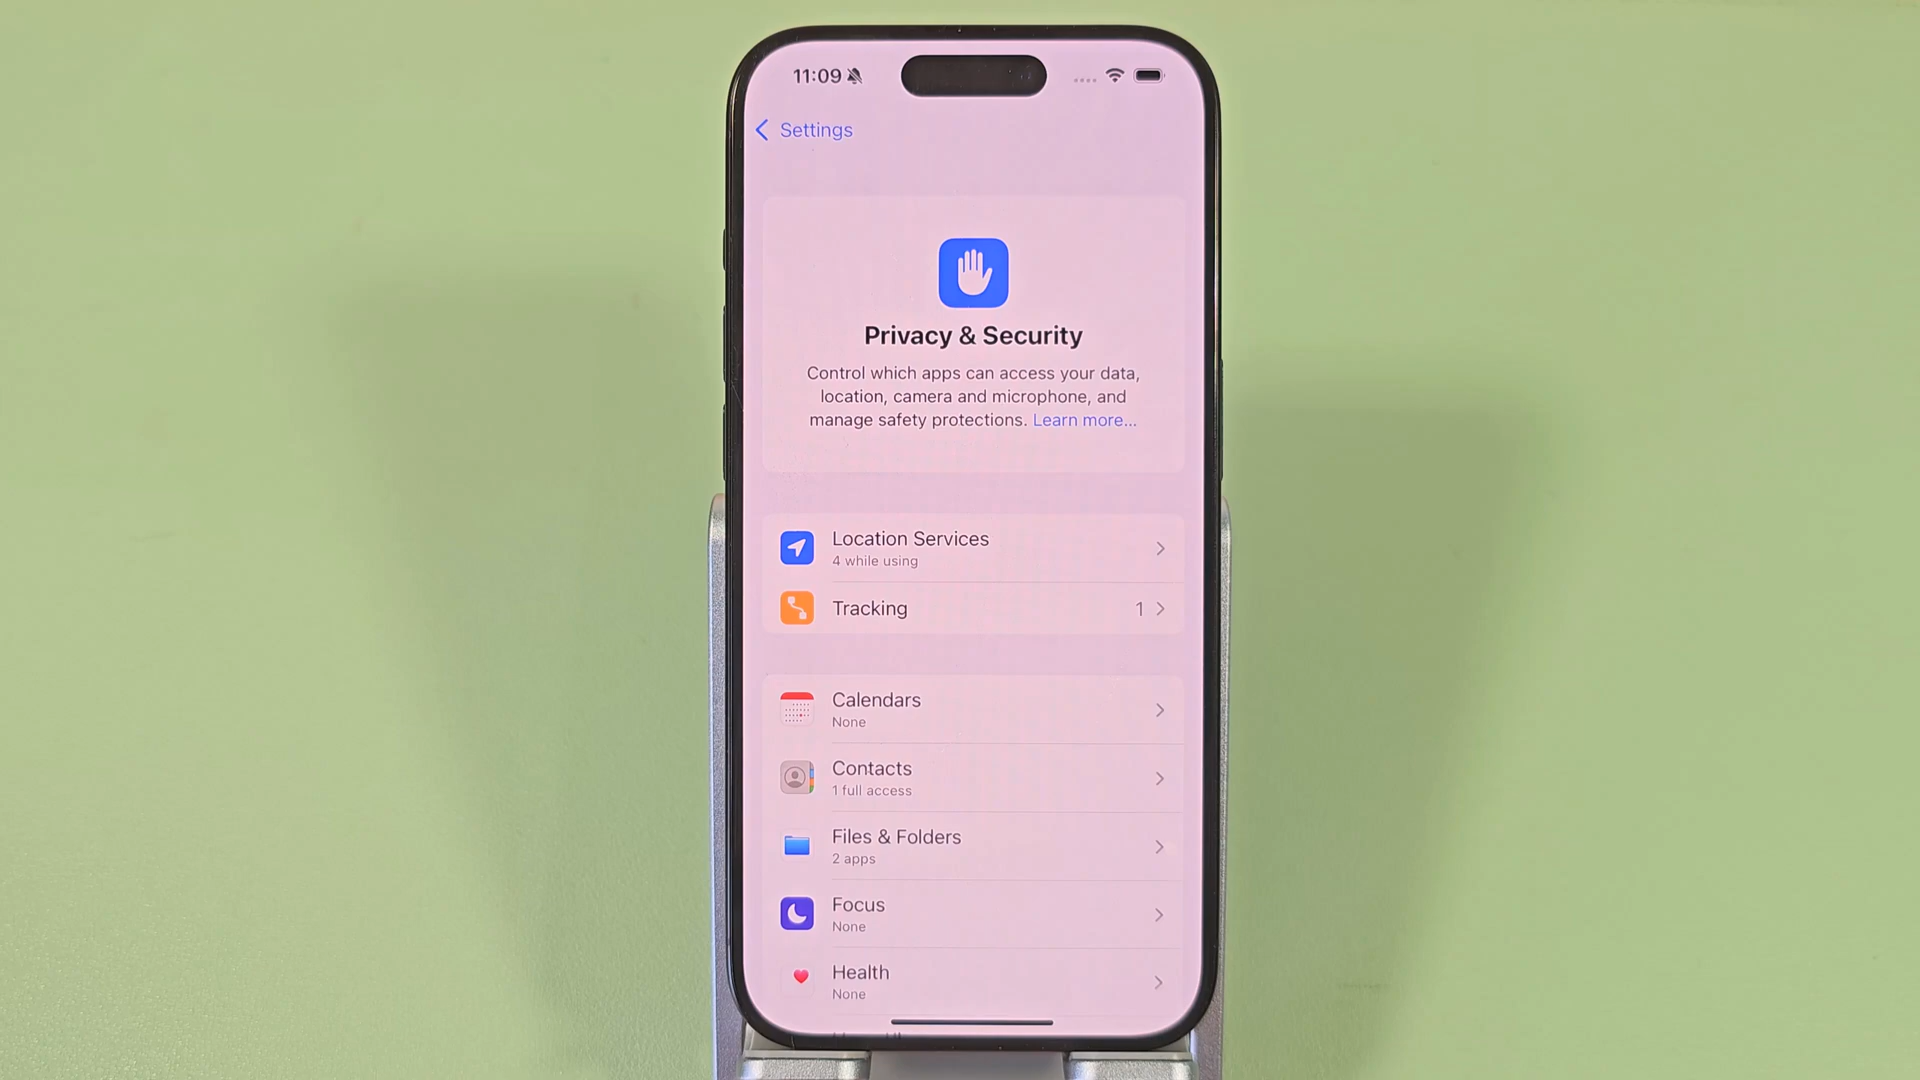 11:09
Settings
Privacy & Security
Control which apps can access your data,
location, camera and microphone, and
manage safety protections. Learn more...
Location Services
4 while using
Tracking
1
Calendars
None
Contacts
1 full access
Files & Folders
2 apps
Focus
None
Health
None